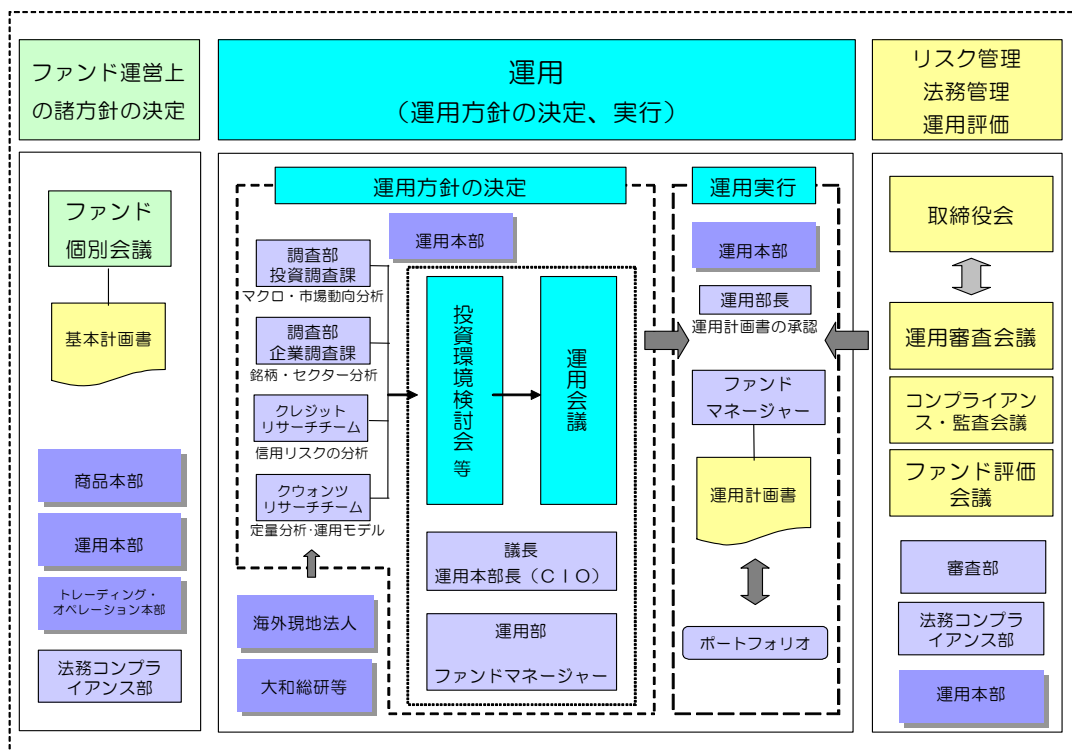 ファンド運営上
の諸方針の決定
運用
（運用方針の決定、実行）
リスク管理
法務管理
運用評価
ファンド
個別会議
基本計画書
商品本部
運用本部
トレーディング・
オペレーション本部
法務コンプラ
イアンス部
運用方針の決定
運用本部
調査部
投資調査課
マクロ・市場動向分析
調査部
企業調査課
銘柄・セクター分析
クレジット
リサーチチーム
信用リスクの分析
クウォンツ
リサーチチーム
定量分析･運用モデル
海外現地法人
大和総研等
投資環境検討会等
運用会議
議長
運用本部長（ＣＩＯ）
運用部
ファンドマネージャー
運用実行
運用本部
運用部長
運用計画書の承認
ファンド
マネージャー
運用計画書
ポートフォリオ
取締役会
運用審査会議
コンプライアン
ス・監査会議
ファンド評価
会議
審査部
法務コンプラ
イアンス部
運用本部